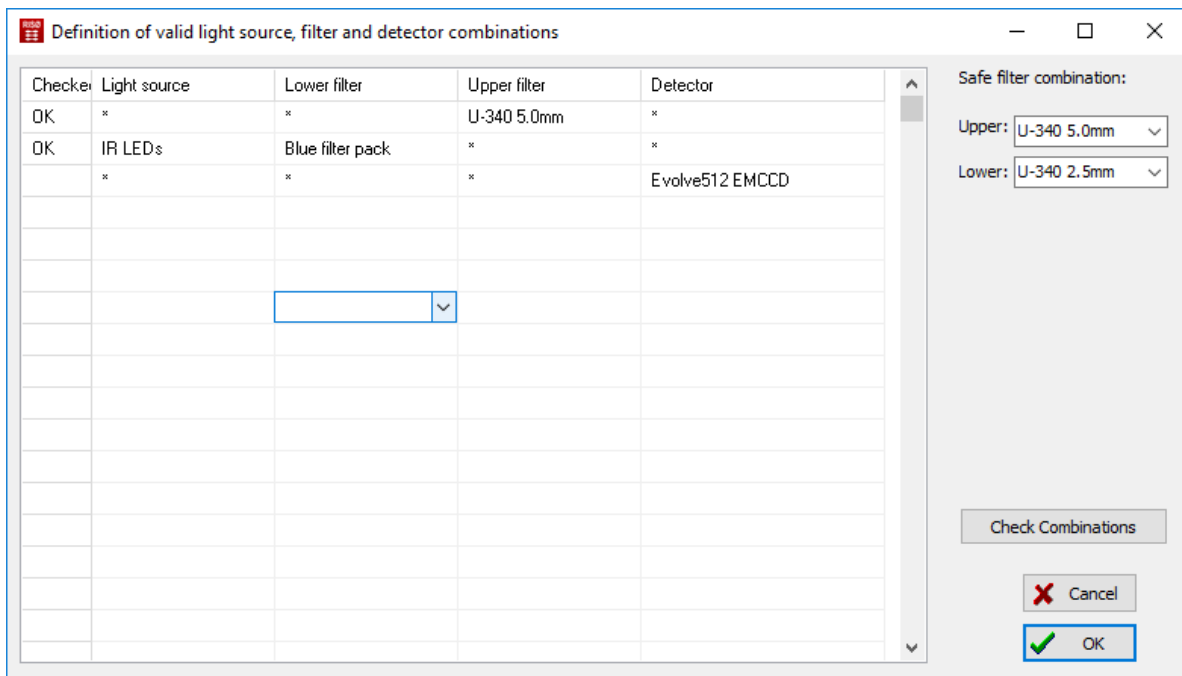 RISØ Definition of valid light source, filter and detector combinations
Checke Light source Lower filter Upper filter Detector
OK * * U-340 5.0mm *
OK IR LEDs Blue filter pack * *
* * * Evolve512 EMCCD
Safe filter combination:
Upper: U-340 5.0mm
Lower: U-340 2.5mm
Check Combinations
Cancel
OK